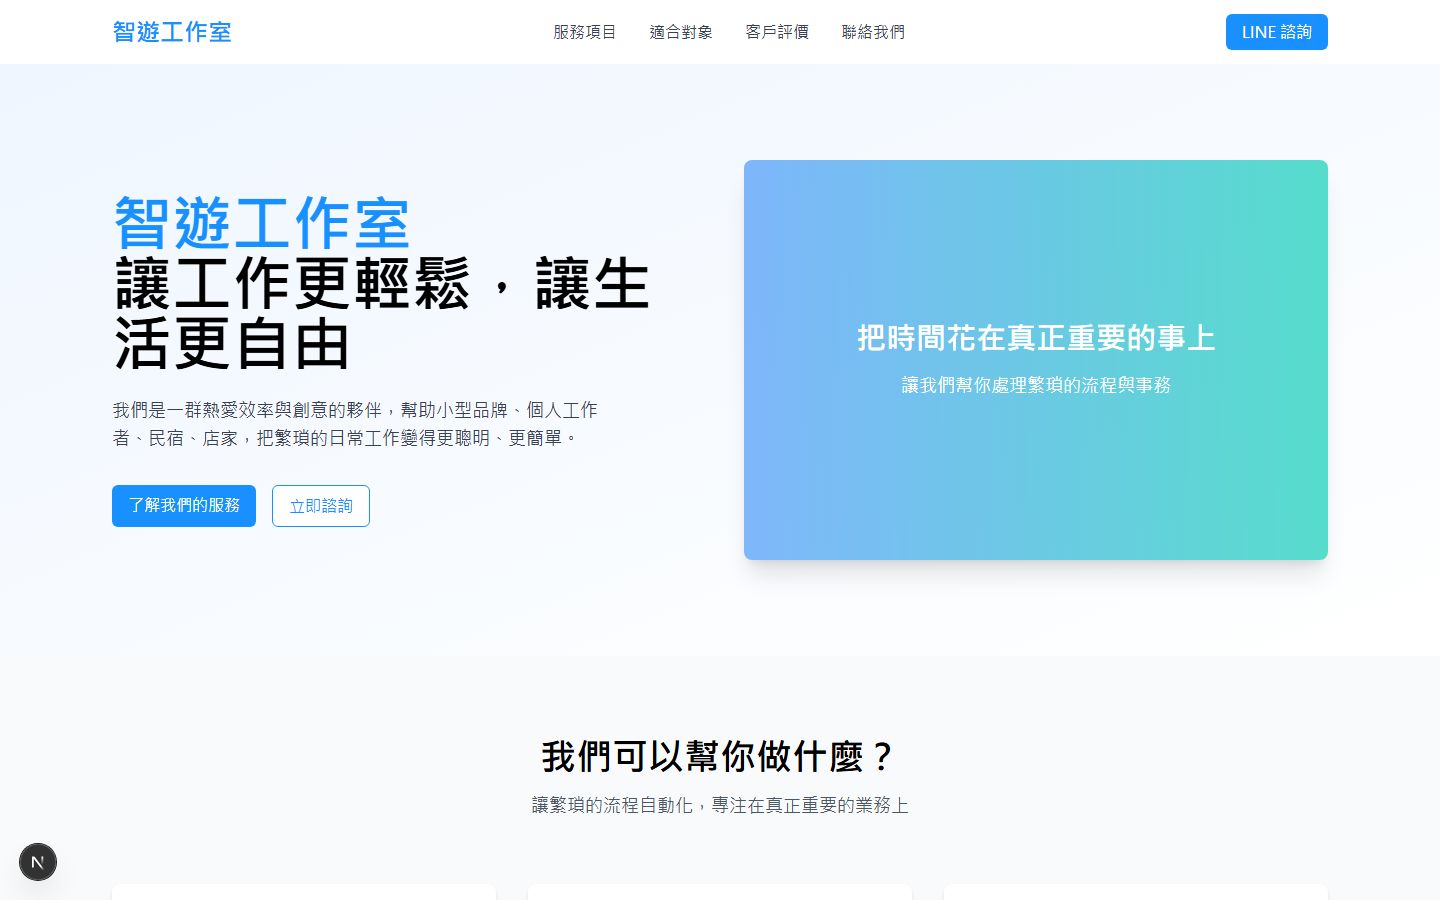 智遊工作室
服務項目
適合對象
客戶評價
聯絡我們
LINE 諮詢
智遊工作室
讓工作更輕鬆，讓生
活更自由
我們是一群熱愛效率與創意的夥伴，幫助小型品牌、個人工作
者、民宿、店家，把繁瑣的日常工作變得更聰明、更簡單。
了解我們的服務
立即諮詢
把時間花在真正重要的事上
讓我們幫你處理繁瑣的流程與事務
我們可以幫你做什麼？
讓繁瑣的流程自動化，專注在真正重要的業務上
N